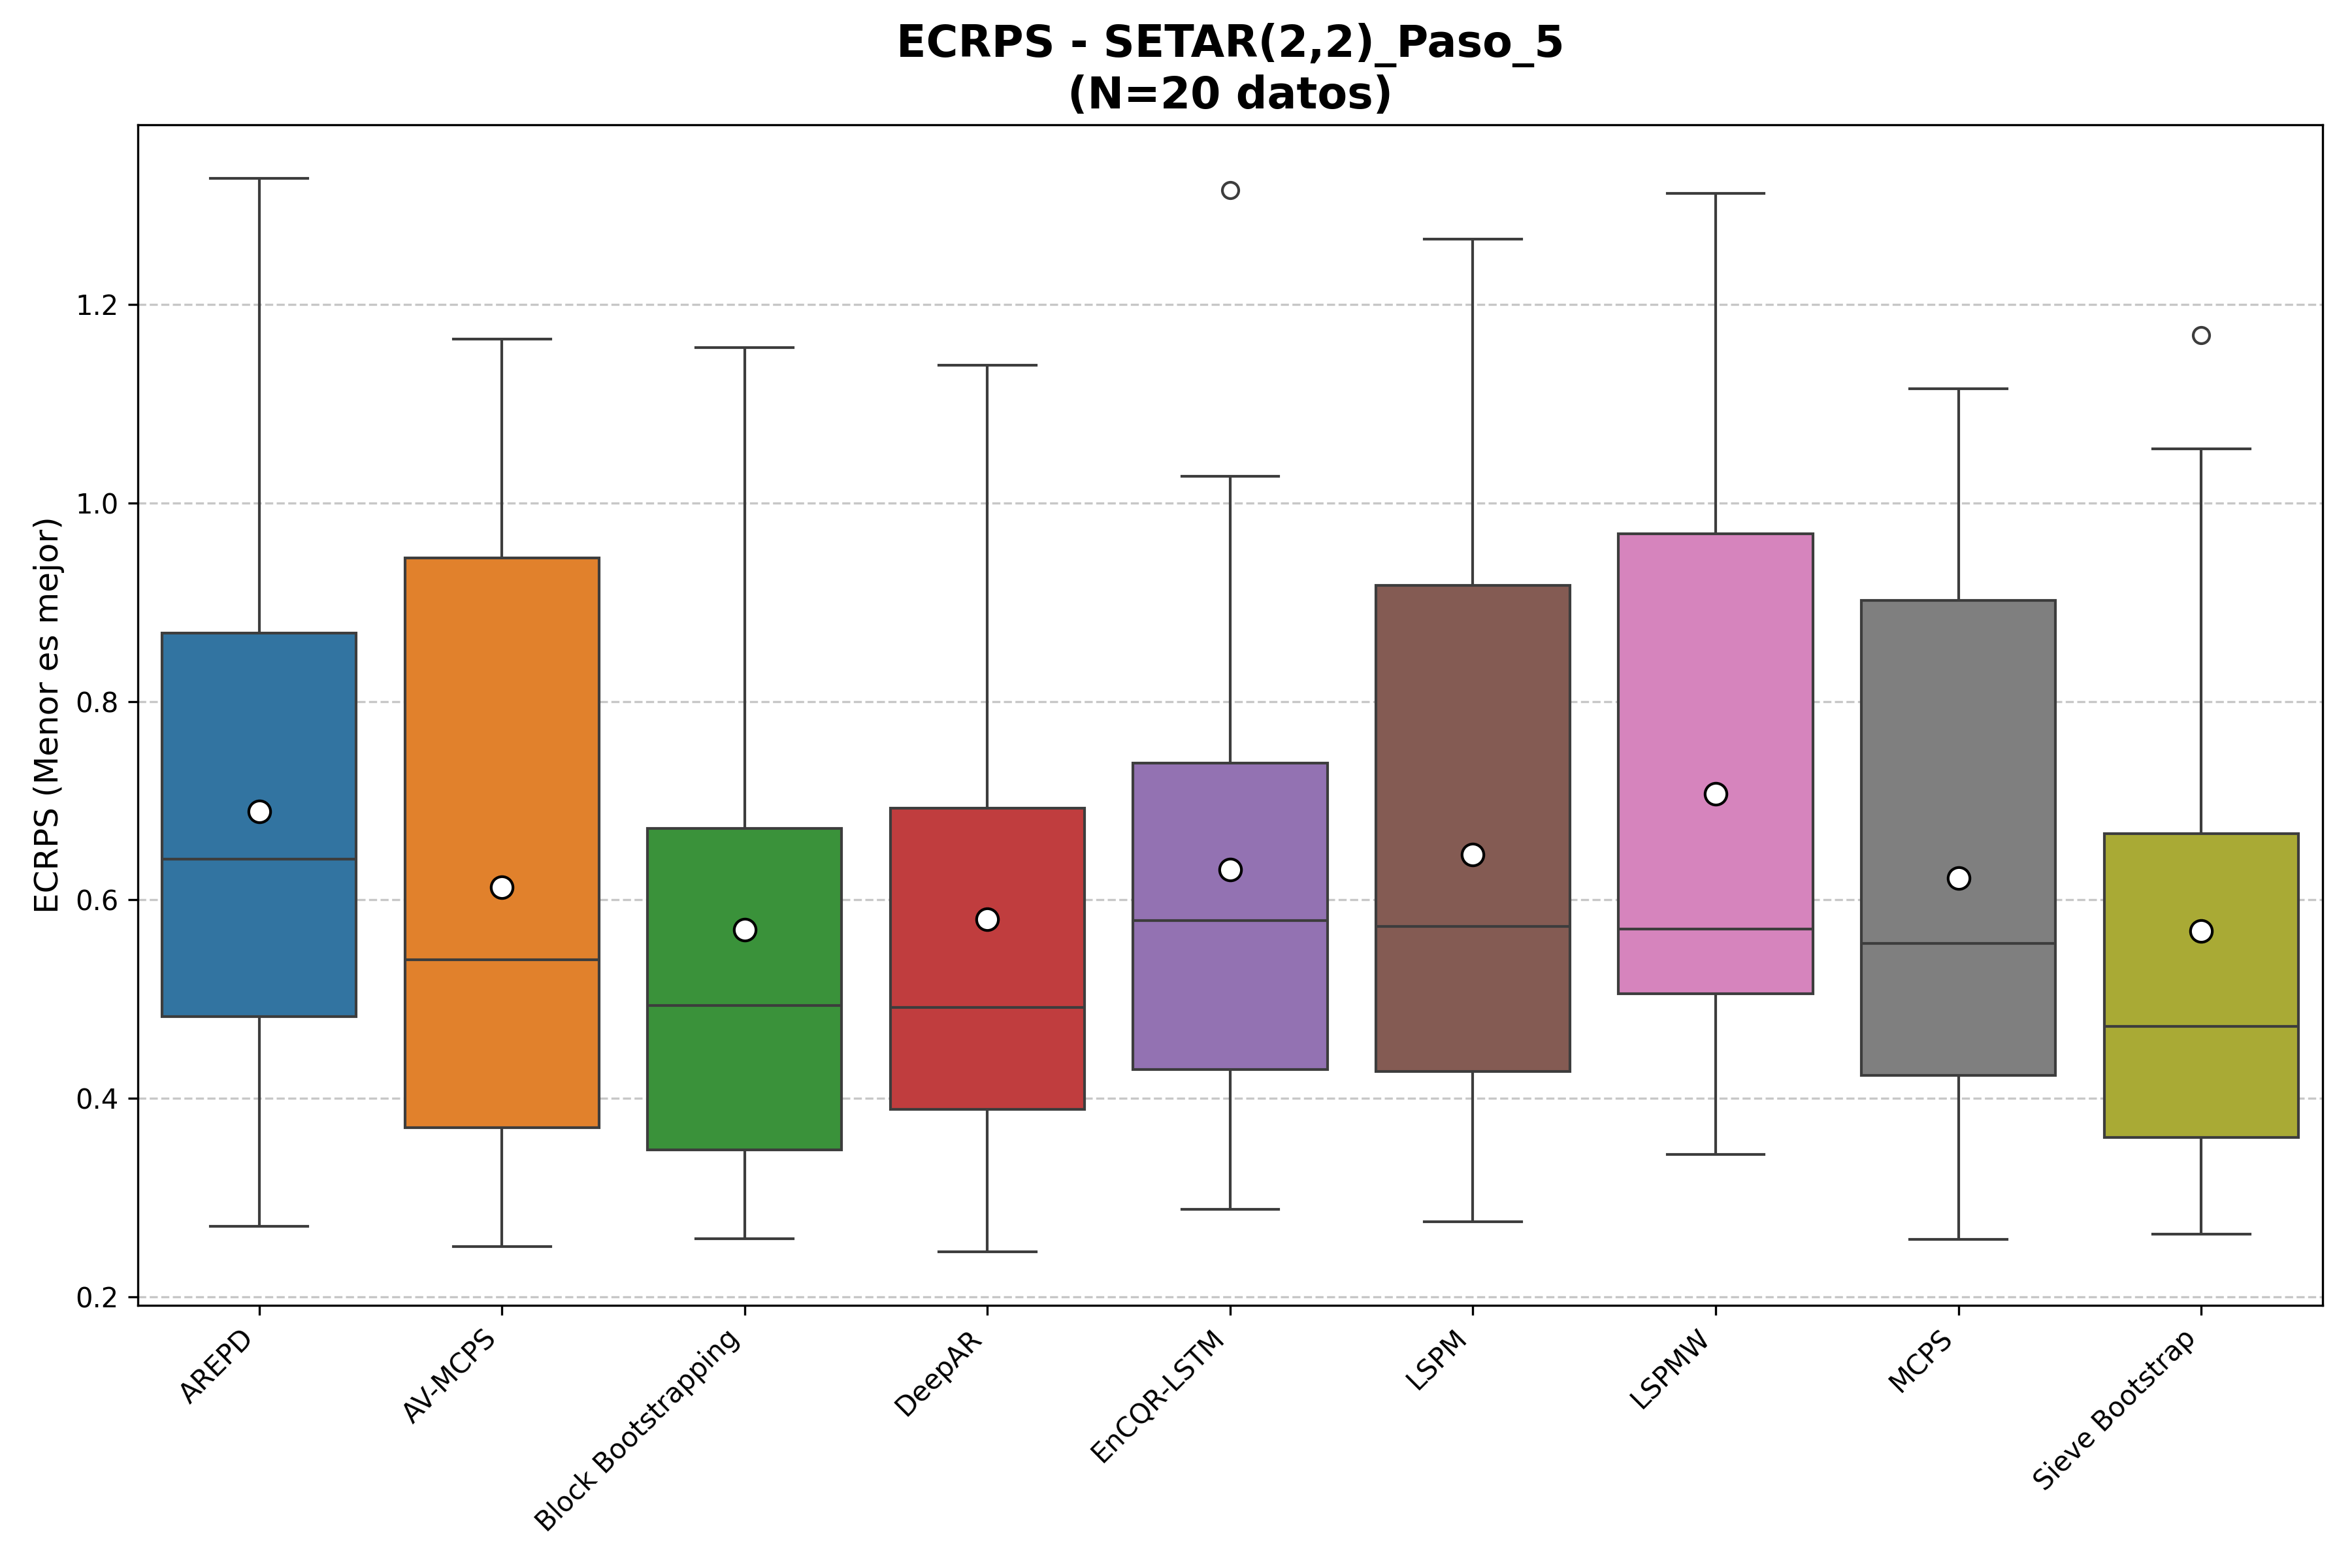 ECRPS - SETAR(2,2)_Paso_5
(N=20 datos)
ECRPS (Menor es mejor)
1.2
1.0
0.8
0.6
0.4
0.2
AREPD
AV-MCPS
Block Bootstrapping
DeepAR
EnCQR-LSTM
LSPM
LSPMW
MCPS
Sieve Bootstrap